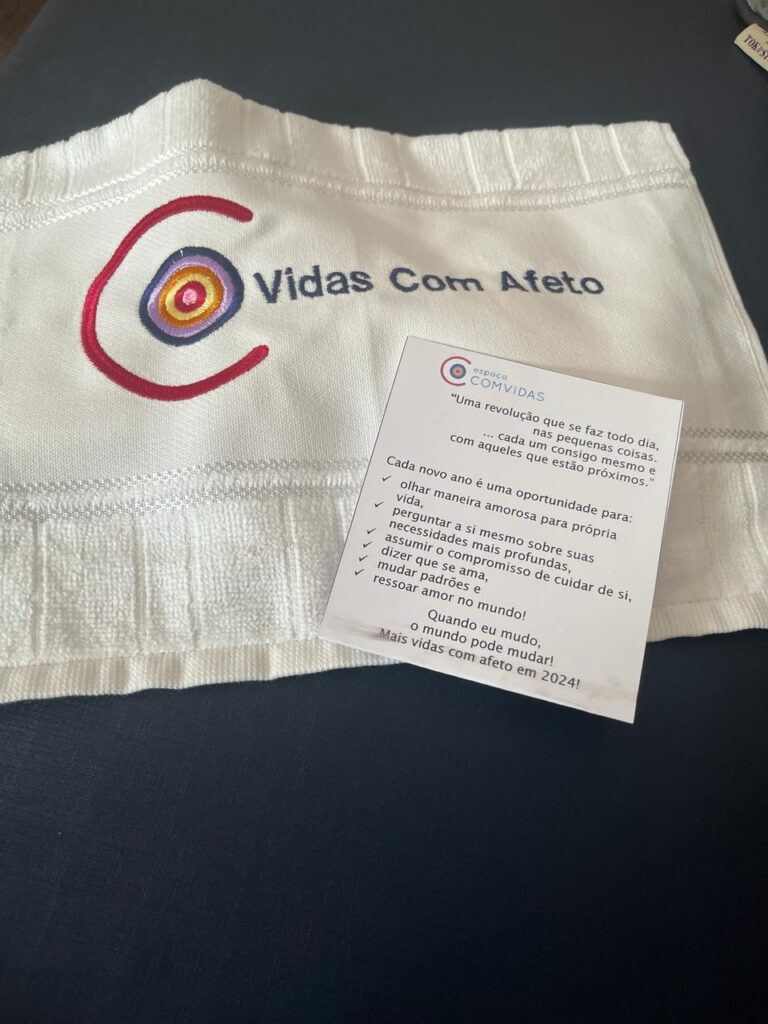 Vidas Com Afeto
espaço
COMVIDAS
"Uma revolução que se faz todo dia,
nas pequenas coisas.
... cada um consigo mesmo e
com aqueles que estão próximos."
Cada novo ano é uma oportunidade para:
✓ olhar maneira amorosa para própria
vida,
✓ perguntar a si mesmo sobre suas
necessidades mais profundas,
✓ assumir o compromisso de cuidar de si,
✓ dizer que se ama,
✓ mudar padrões e
✓ ressoar amor no mundo!
Quando eu mudo,
o mundo pode mudar!
Mais vidas com afeto em 2024!